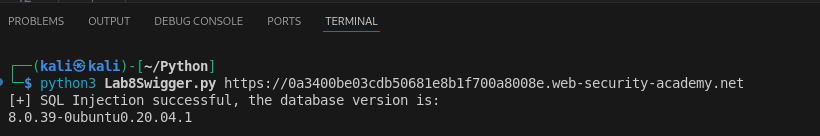 PROBLEMS OUTPUT DEBUG CONSOLE PORTS TERMINAL
┌──(kali㉿kali)-[~/Python]
└─$ python3 Lab8Swigger.py https://0a3400be03cdb50681e8b1f700a8008e.web-security-academy.net
[+] SQL Injection successful, the database version is:
8.0.39-0ubuntu0.20.04.1